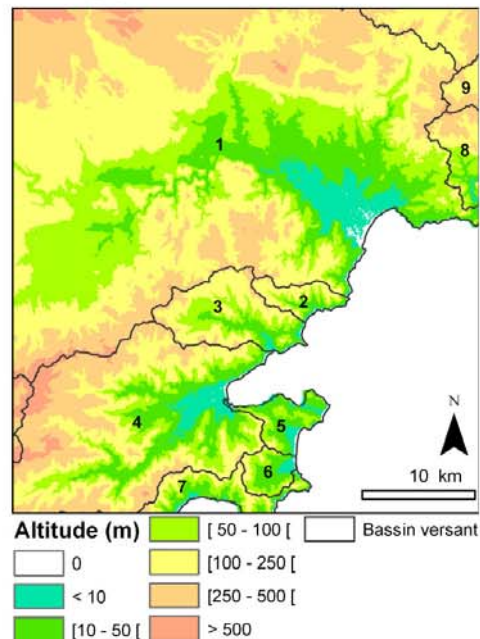 9
8
1
3
2
4
5
6
7
N
10 km
Altitude (m)
0
< 10
[10 - 50 [
[ 50 - 100 [
[100 - 250 [
[250 - 500 [
> 500
Bassin versant